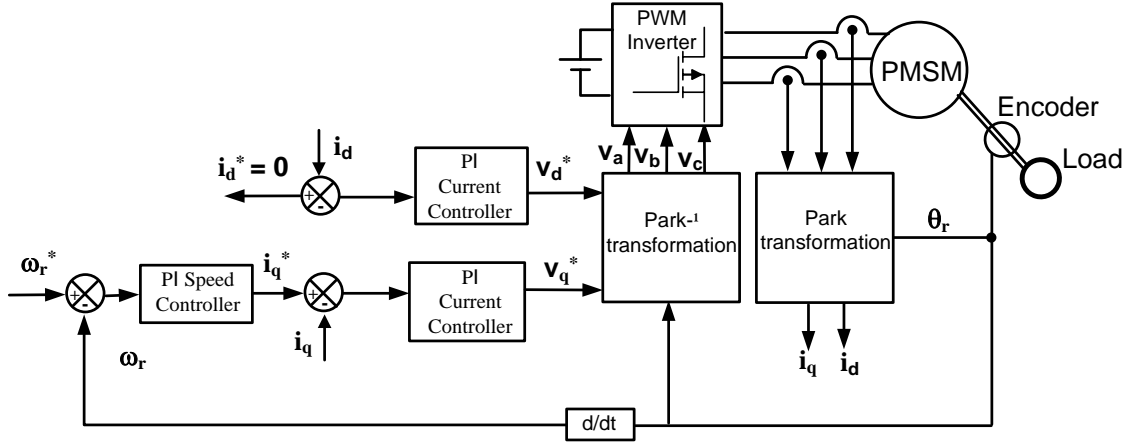 PWM
Inverter
PMSM
Encoder
Load
i_d
i_d^* = 0
PI
Current
Controller
v_d^*
v_a v_b v_c
Park-¹
transformation
Park
transformation
θ_r
ω_r^*
PI Speed
Controller
i_q^*
PI
Current
Controller
v_q^*
i_q
ω_r
i_q i_d
d/dt
+
-
+
-
+
-